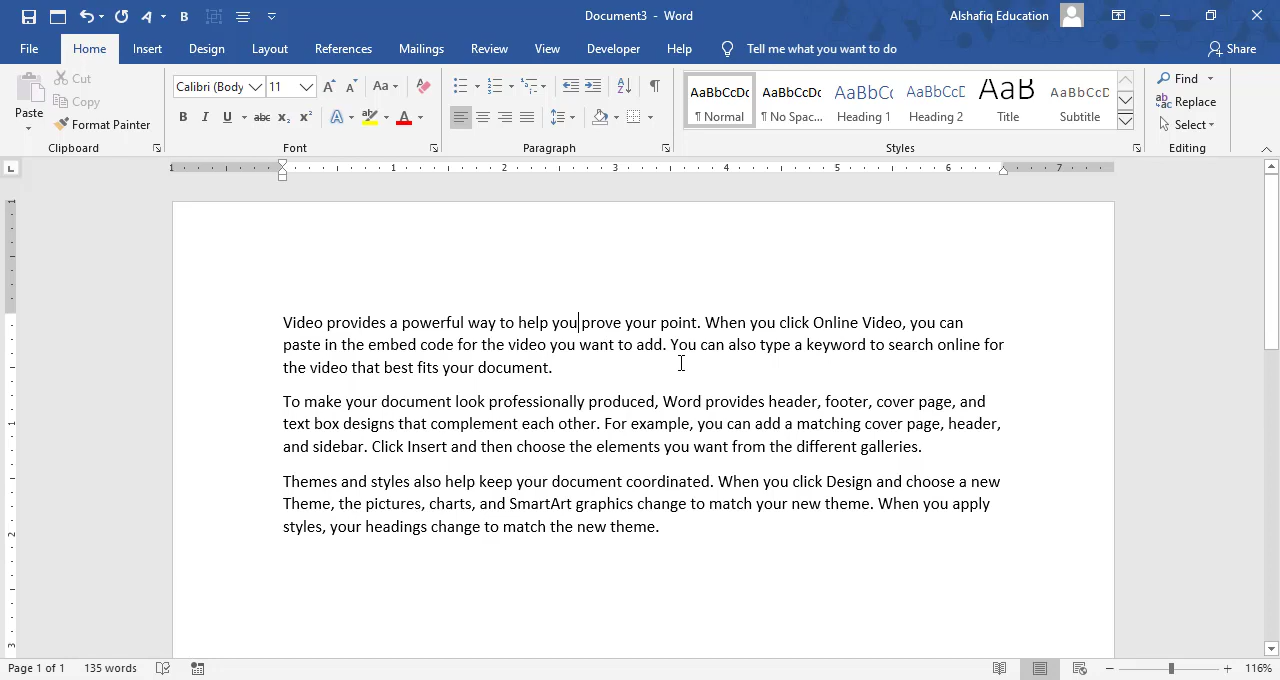 Document3 - Word
Alshafiq Education
File Home Insert Design Layout References Mailings Review View Developer Help Tell me what you want to do Share
Paste
Cut
Copy
Format Painter
Clipboard
Calibri (Body 11
Font
Paragraph
AaBbCcDc AaBbCcDc AaBbCc AaBbCcD AaB AaBbCcD
¶ Normal ¶ No Spac... Heading 1 Heading 2 Title Subtitle
Styles
Find
Replace
Select
Editing
1 1 2 3 4 5 6 7
Video provides a powerful way to help you prove your point. When you click Online Video, you can
paste in the embed code for the video you want to add. You can also type a keyword to search online for
the video that best fits your document.
To make your document look professionally produced, Word provides header, footer, cover page, and
text box designs that complement each other. For example, you can add a matching cover page, header,
and sidebar. Click Insert and then choose the elements you want from the different galleries.
Themes and styles also help keep your document coordinated. When you click Design and choose a new
Theme, the pictures, charts, and SmartArt graphics change to match your new theme. When you apply
styles, your headings change to match the new theme.
Page 1 of 1 135 words 116%